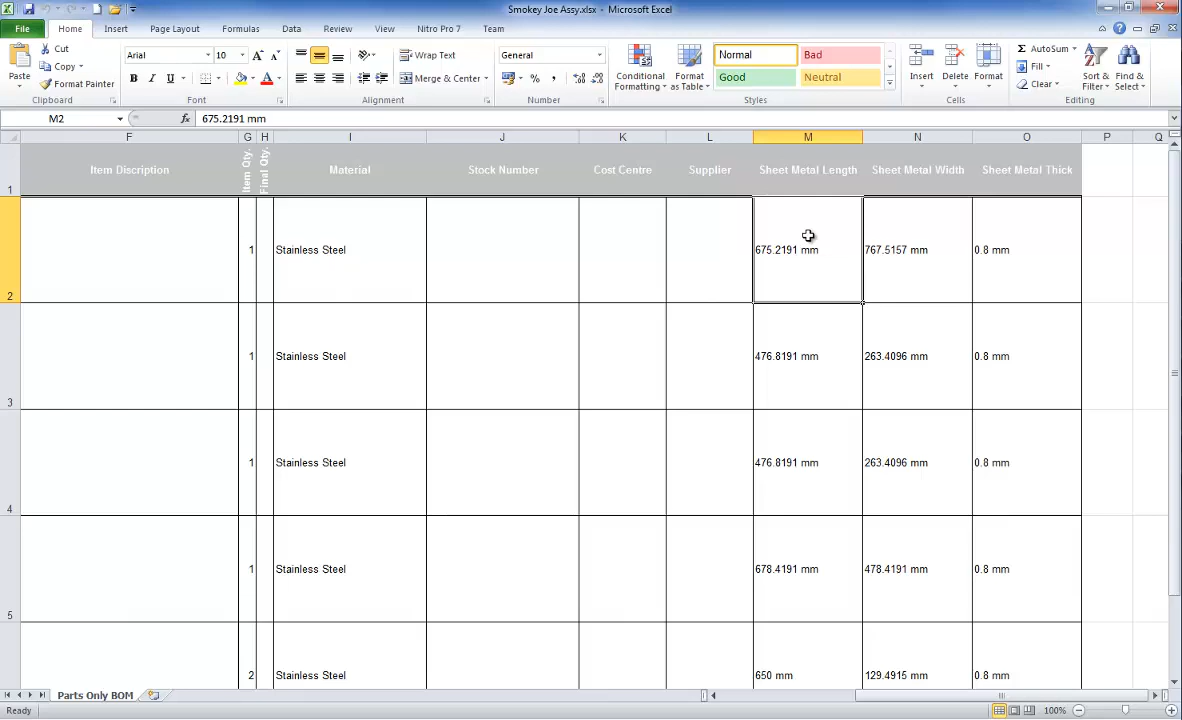 Smokey Joe Assy.xlsx - Microsoft Excel
File Home Insert Page Layout Formulas Data Review View Nitro Pro 7 Team
Paste
Cut
Copy
Format Painter
Clipboard
Arial 10
B I U
Font
Wrap Text
Merge & Center
Alignment
General
%
Number
Conditional Formatting
Format as Table
Normal Bad
Good Neutral
Styles
Insert Delete Format
Cells
Σ AutoSum
Fill
Clear
Sort & Filter
Find & Select
Editing
M2 fx 675.2191 mm
F G H I J K L M N O P Q
1 Item Discription Item Qty. Final Qty. Material Stock Number Cost Centre Supplier Sheet Metal Length Sheet Metal Width Sheet Metal Thick
2 1 Stainless Steel 675.2191 mm 767.5157 mm 0.8 mm
3 1 Stainless Steel 476.8191 mm 263.4096 mm 0.8 mm
4 1 Stainless Steel 476.8191 mm 263.4096 mm 0.8 mm
5 1 Stainless Steel 678.4191 mm 478.4191 mm 0.8 mm
2 Stainless Steel 650 mm 129.4915 mm 0.8 mm
Parts Only BOM
Ready 100%